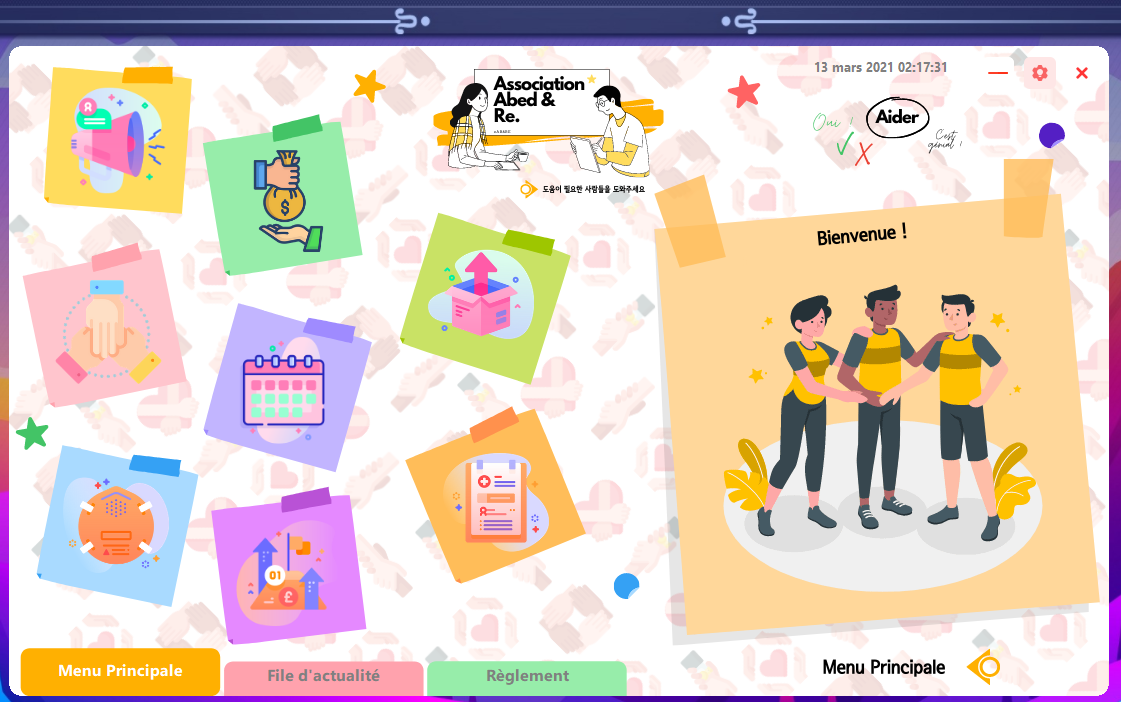 13 mars 2021 02:17:31
Association
Abed &
Re.
Oui !
Aider
C'est
génial !
도움이 필요한 사람들을 도와주세요
Bienvenue !
$
01
£
Menu Principale
File d'actualité
Règlement
Menu Principale